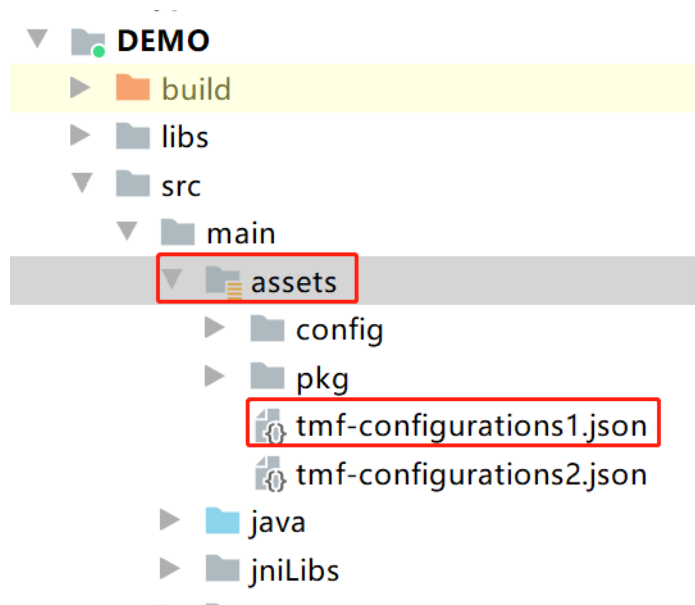 DEMO
build
libs
src
main
assets
config
pkg
tmf-configurations1.json
tmf-configurations2.json
java
jniLibs